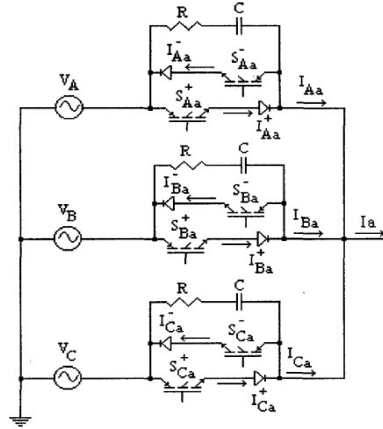 R C
I⁻Aa S⁻Aa
VA S⁺Aa I⁺Aa IAa
R C
I⁻Ba S⁻Ba
VB S⁺Ba I⁺Ba IBa Ia
R C
I⁻Ca S⁻Ca
VC S⁺Ca I⁺Ca ICa